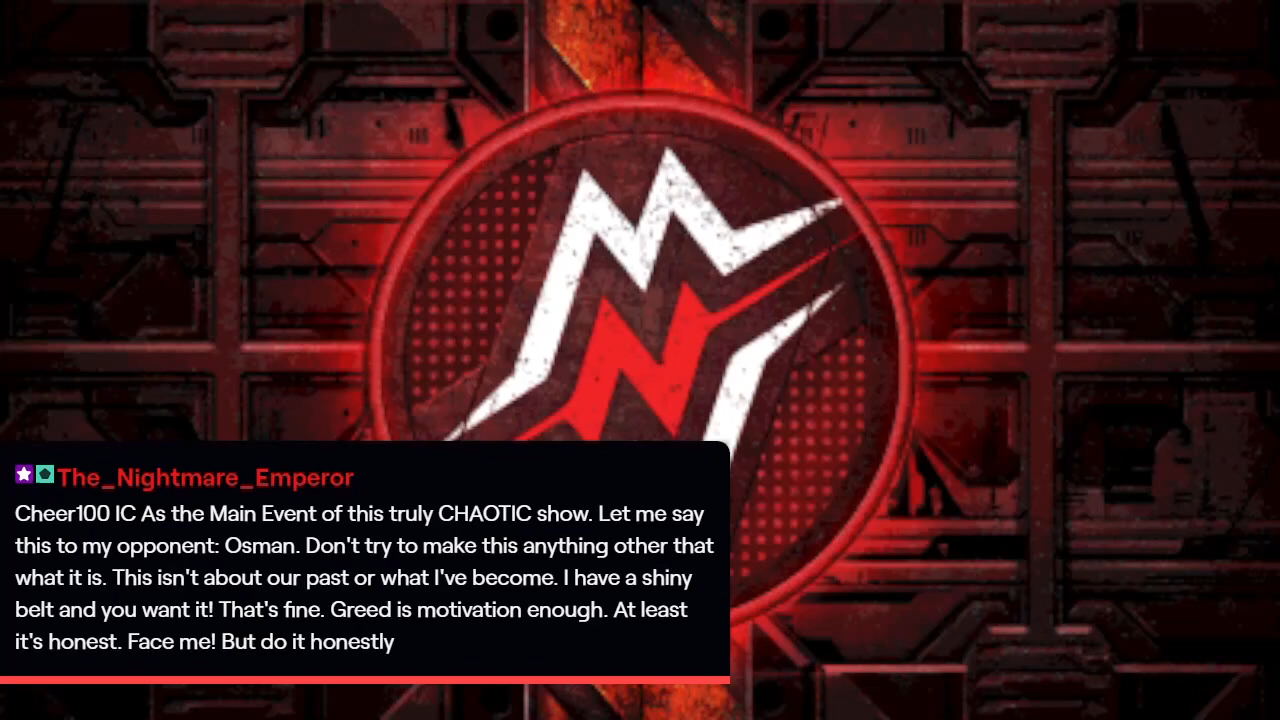 The_Nightmare_Emperor
Cheer100 IC As the Main Event of this truly CHAOTIC show. Let me say
this to my opponent: Osman. Don't try to make this anything other that
what it is. This isn't about our past or what I've become. I have a shiny
belt and you want it! That's fine. Greed is motivation enough. At least
it's honest. Face me! But do it honestly